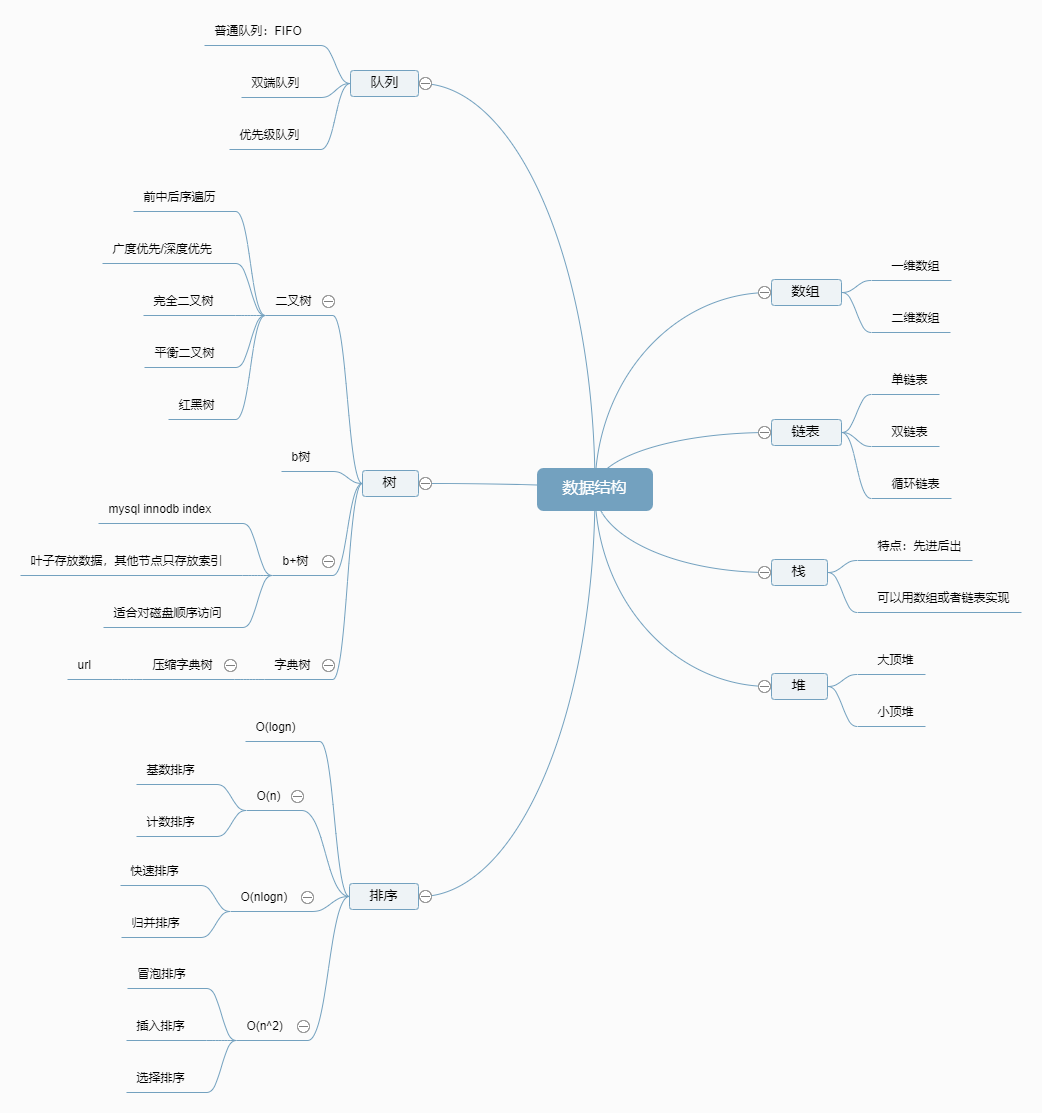 数据结构
队列
普通队列：FIFO
双端队列
优先级队列
树
二叉树
前中后序遍历
广度优先/深度优先
完全二叉树
平衡二叉树
红黑树
b树
b+树
mysql innodb index
叶子存放数据，其他节点只存放索引
适合对磁盘顺序访问
字典树
压缩字典树
url
排序
O(logn)
O(n)
基数排序
计数排序
O(nlogn）
快速排序
归并排序
O(n^2)
冒泡排序
插入排序
选择排序
数组
一维数组
二维数组
链表
单链表
双链表
循环链表
栈
特点：先进后出
可以用数组或者链表实现
堆
大顶堆
小顶堆